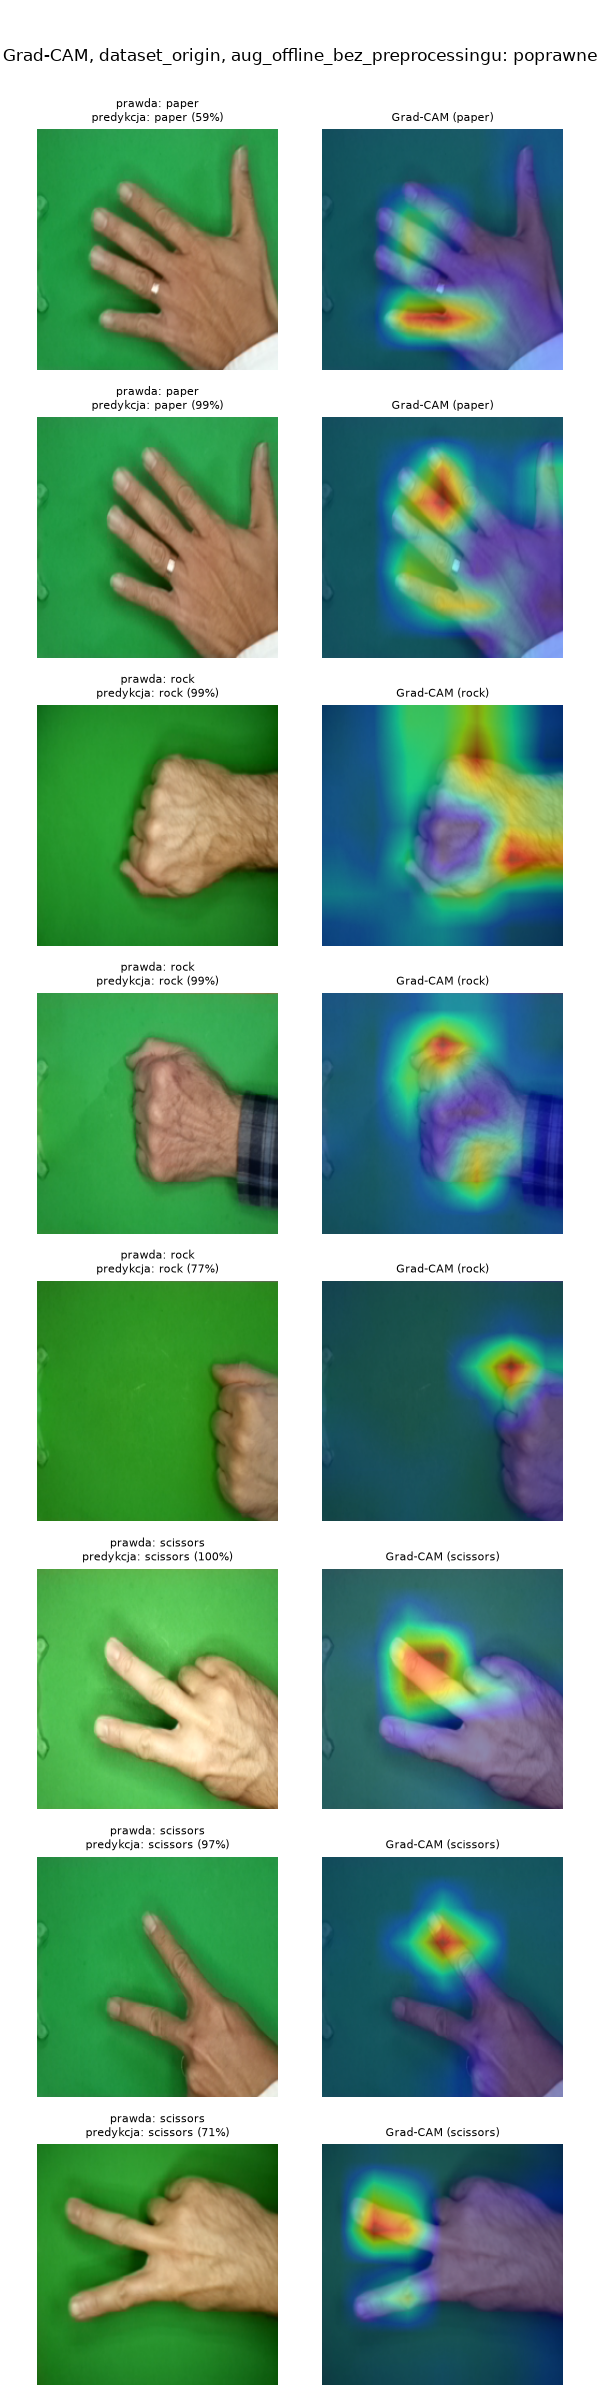 Grad-CAM, dataset_origin, aug_offline_bez_preprocessingu: poprawne
prawda: paper
predykcja: paper (59%)
Grad-CAM (paper)
prawda: paper
predykcja: paper (99%)
Grad-CAM (paper)
prawda: rock
predykcja: rock (99%)
Grad-CAM (rock)
prawda: rock
predykcja: rock (99%)
Grad-CAM (rock)
prawda: rock
predykcja: rock (77%)
Grad-CAM (rock)
prawda: scissors
predykcja: scissors (100%)
Grad-CAM (scissors)
prawda: scissors
predykcja: scissors (97%)
Grad-CAM (scissors)
prawda: scissors
predykcja: scissors (71%)
Grad-CAM (scissors)